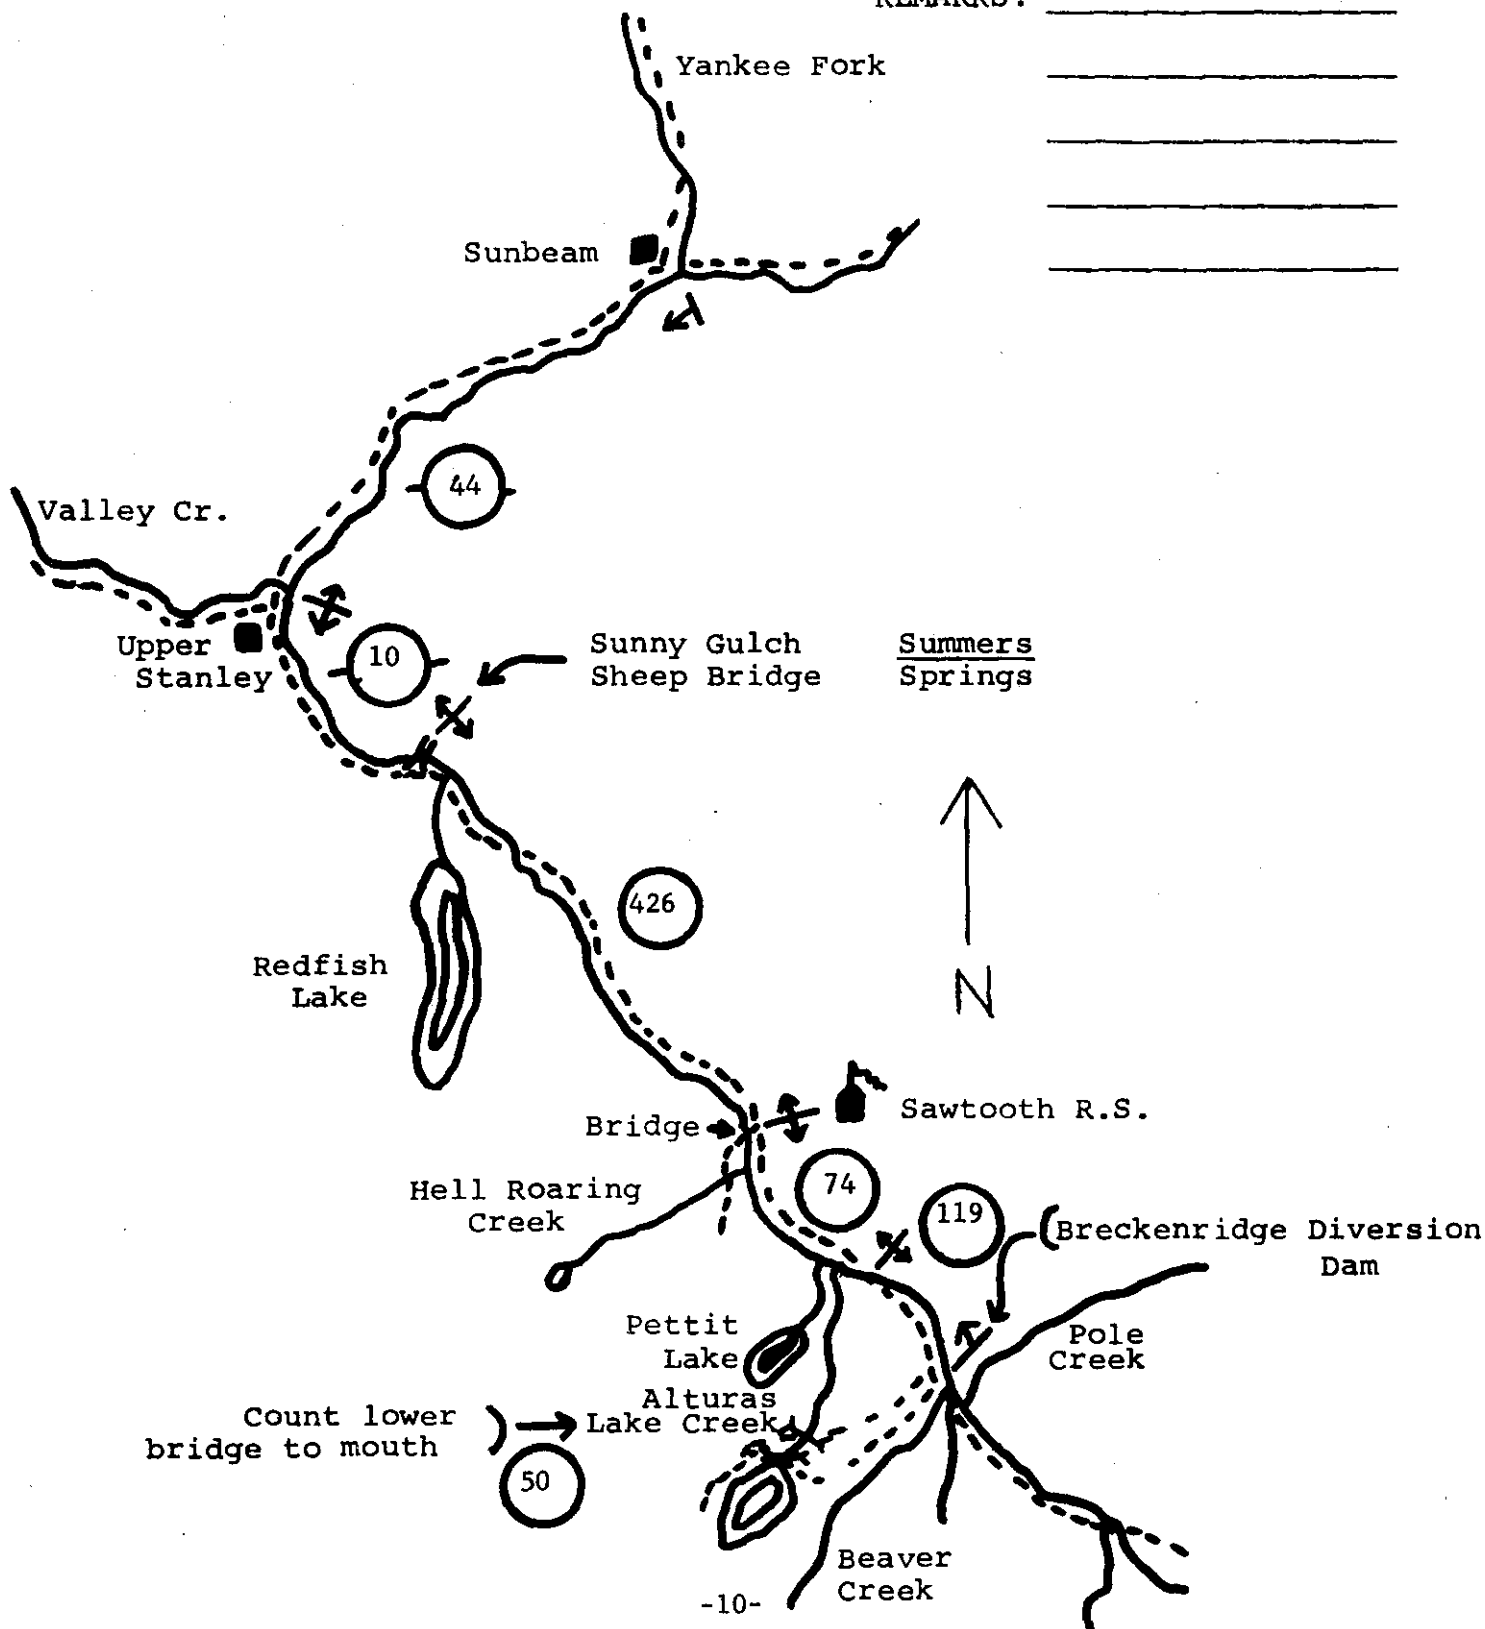 REMARKS:
Yankee Fork
Sunbeam
44
Valley Cr.
Upper
Stanley
10
Sunny Gulch
Sheep Bridge
Summers
Springs
426
Redfish
Lake
N
Bridge
Sawtooth R.S.
Hell Roaring
Creek
74
119
Breckenridge Diversion
Dam
Pettit
Lake
Pole
Creek
Alturas
Lake Creek
Count lower
bridge to mouth
50
Beaver
Creek
-10-